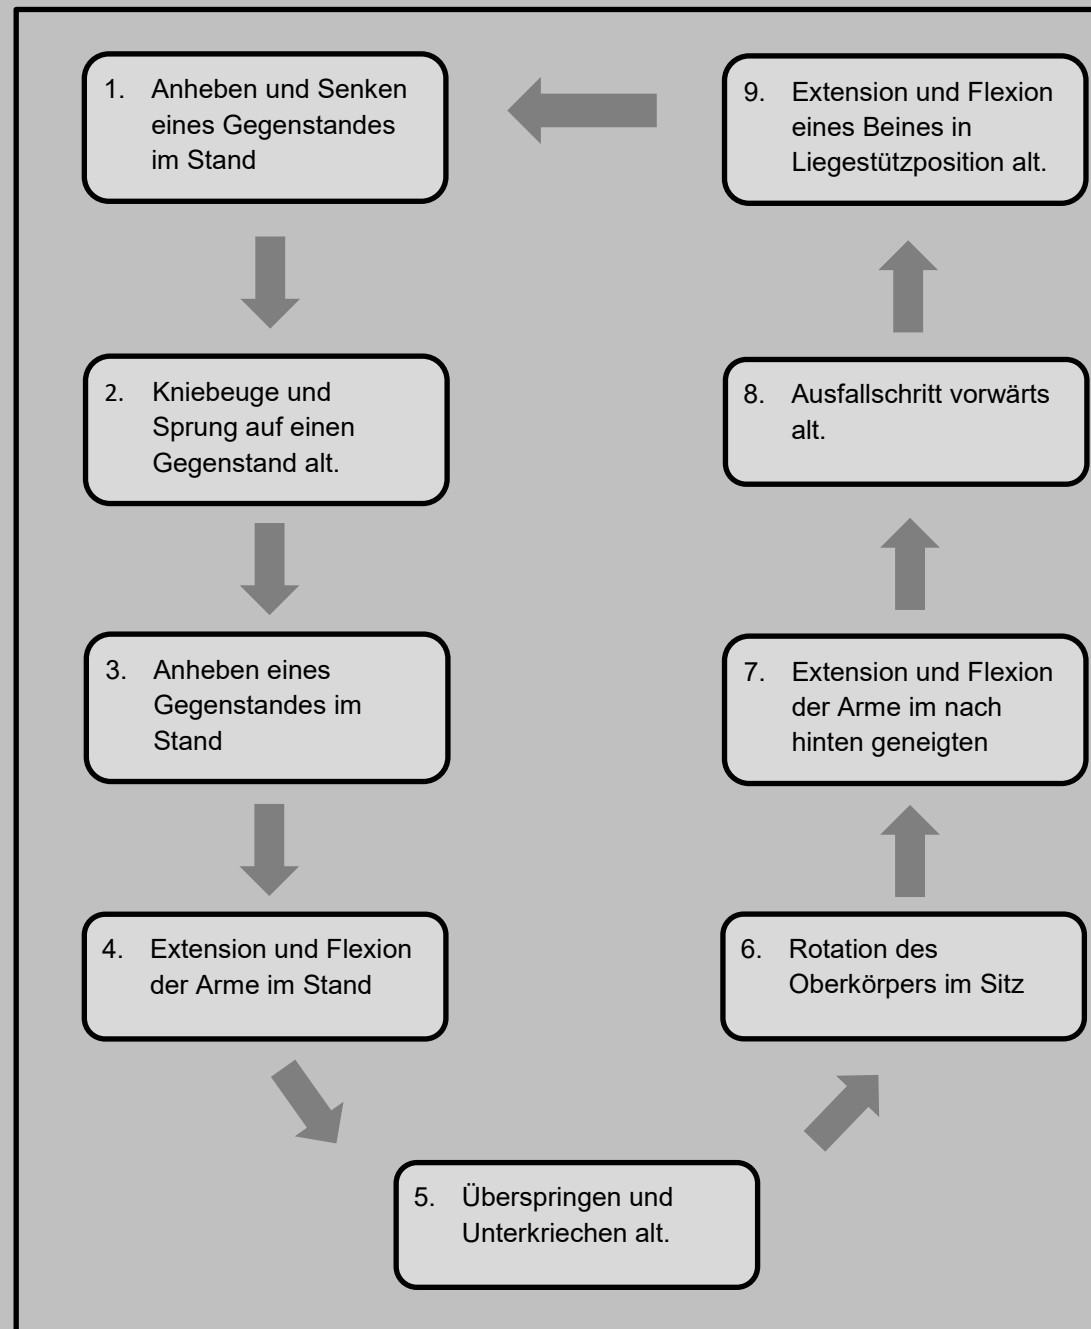 1. Anheben und Senken
eines Gegenstandes
im Stand
2. Kniebeuge und
Sprung auf einen
Gegenstand alt.
3. Anheben eines
Gegenstandes im
Stand
4. Extension und Flexion
der Arme im Stand
5. Überspringen und
Unterkriechen alt.
6. Rotation des
Oberkörpers im Sitz
7. Extension und Flexion
der Arme im nach
hinten geneigten
8. Ausfallschritt vorwärts
alt.
9. Extension und Flexion
eines Beines in
Liegestützposition alt.